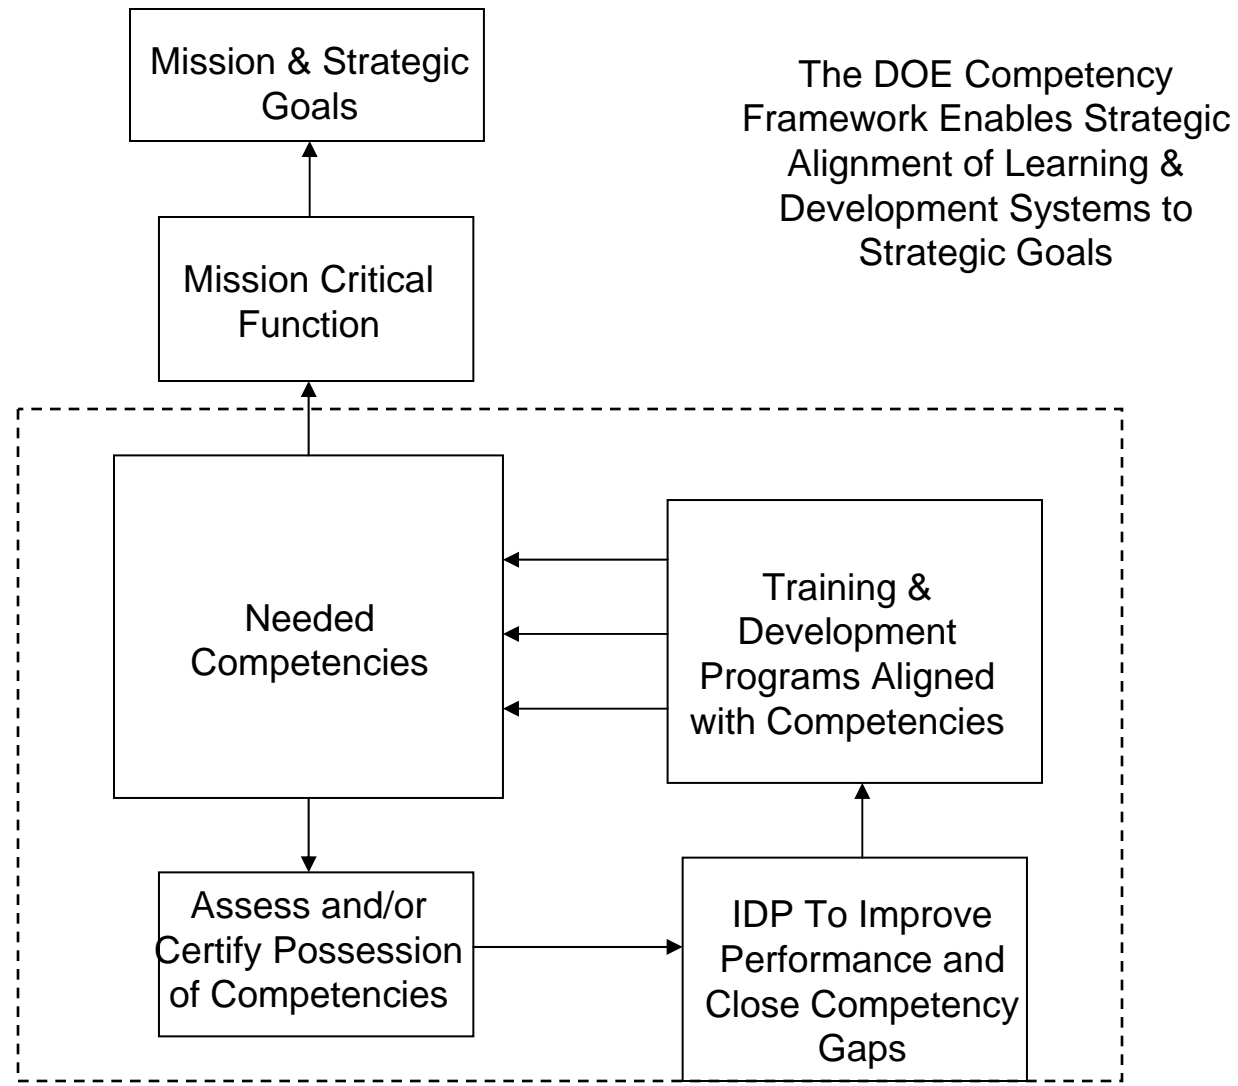 Mission & Strategic
Goals
The DOE Competency
Framework Enables Strategic
Alignment of Learning &
Development Systems to
Strategic Goals
Mission Critical
Function
Needed
Competencies
Training &
Development
Programs Aligned
with Competencies
Assess and/or
Certify Possession
of Competencies
IDP To Improve
Performance and
Close Competency
Gaps